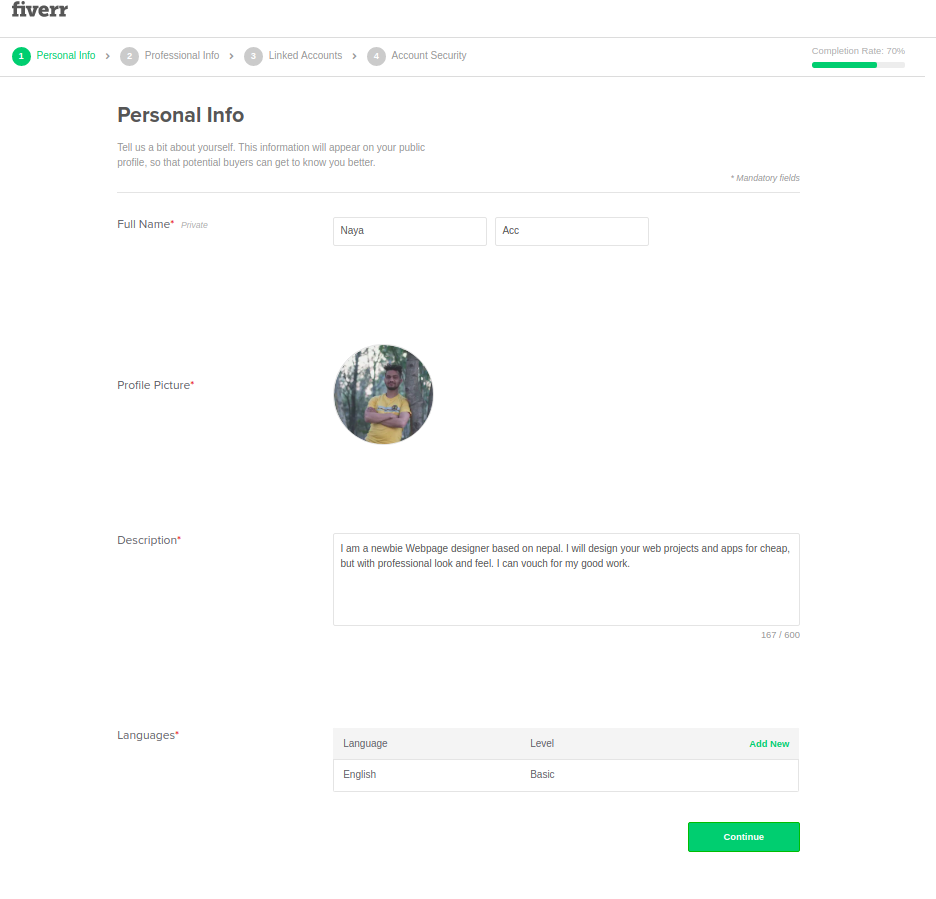 fiverr
1 Personal Info > 2 Professional Info > 3 Linked Accounts > 4 Account Security
Completion Rate: 70%
Personal Info
Tell us a bit about yourself. This information will appear on your public
profile, so that potential buyers can get to know you better.
* Mandatory fields
Full Name* Private
Naya Acc
Profile Picture*
Description*
I am a newbie Webpage designer based on nepal. I will design your web projects and apps for cheap,
but with professional look and feel. I can vouch for my good work.
167 / 600
Languages*
Language Level Add New
English Basic
Continue